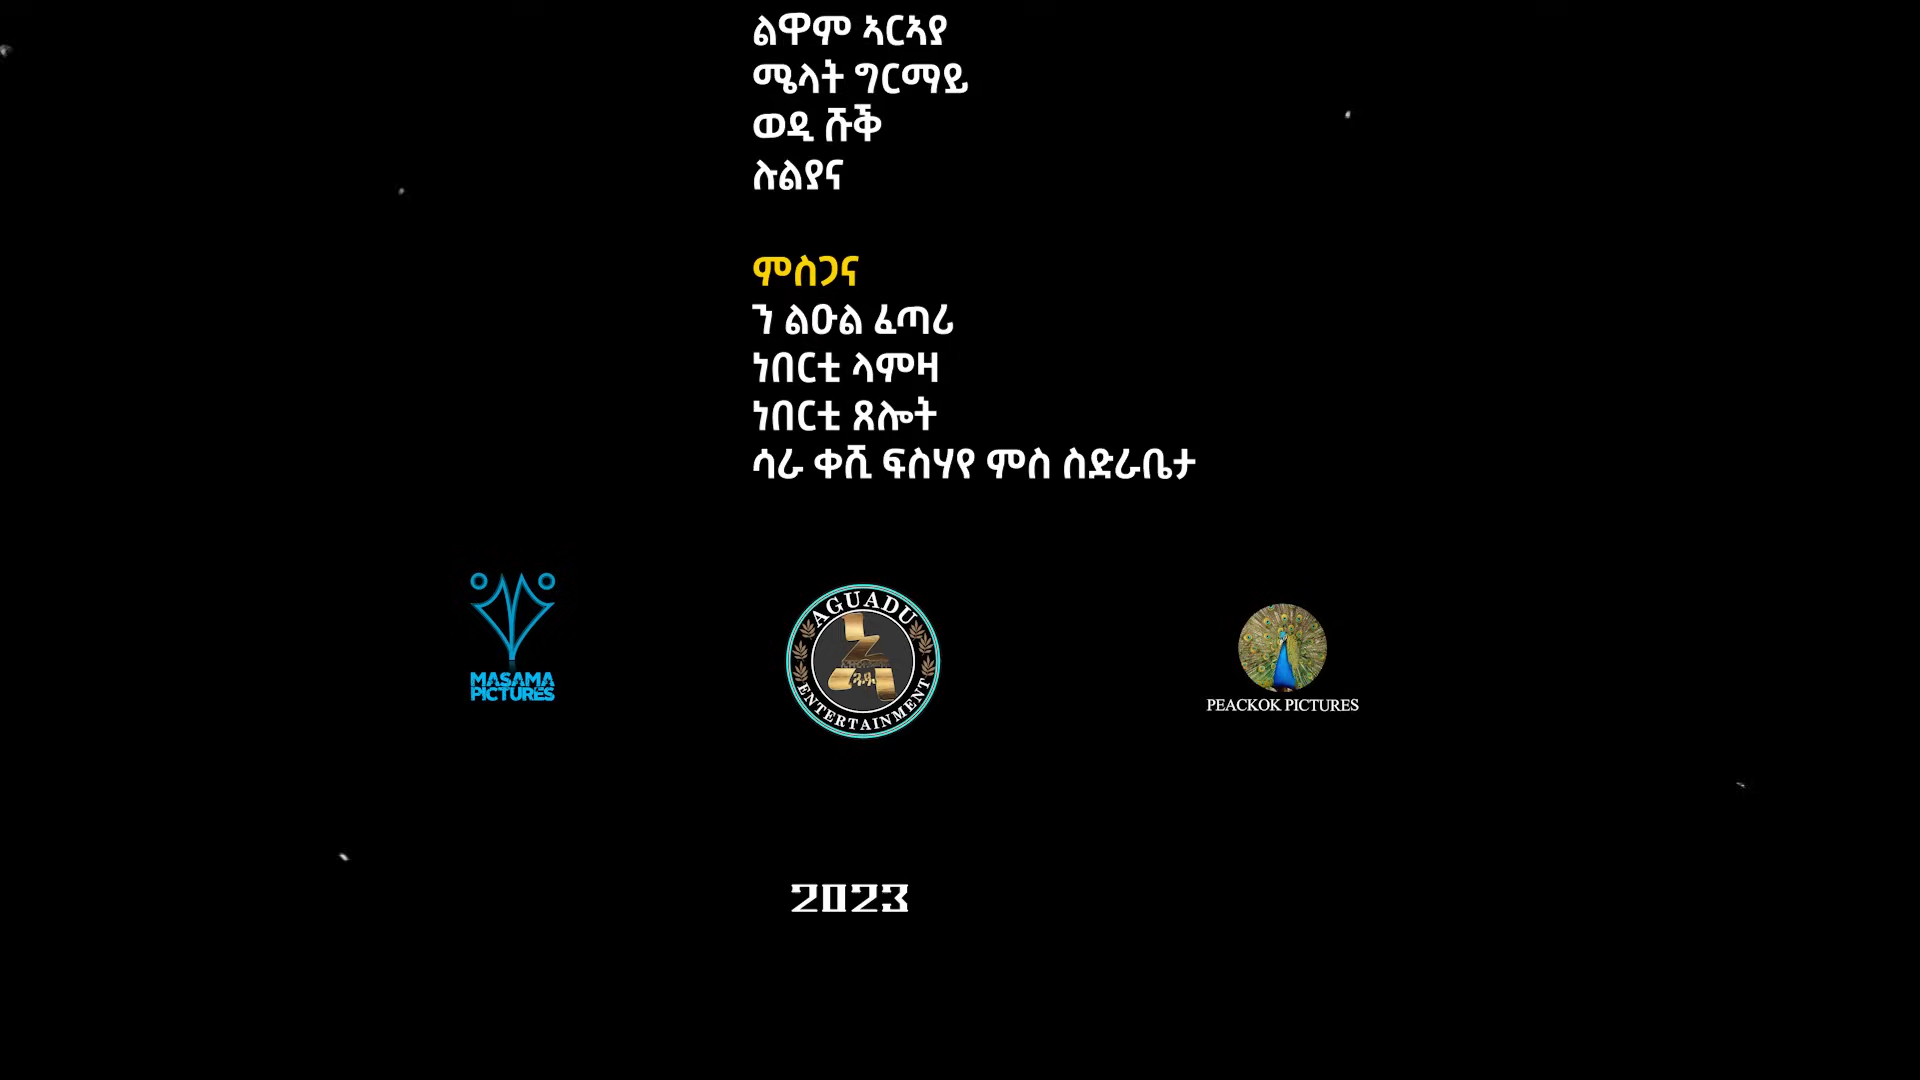 ልዋም ኣርኣያ
ሜላት ግርማይ
ወዲ ሹቕ
ሉልያና
ምስጋና
ን ልዑል ፈጣሪ
ነበርቲ ላምዛ
ነበርቲ ጸሎት
ሳራ ቀሺ ፍስሃየ ምስ ስድራቤታ
MASAMA
PICTURES
AGUADU
ENTERTAINMENT
PEACKOK PICTURES
2023